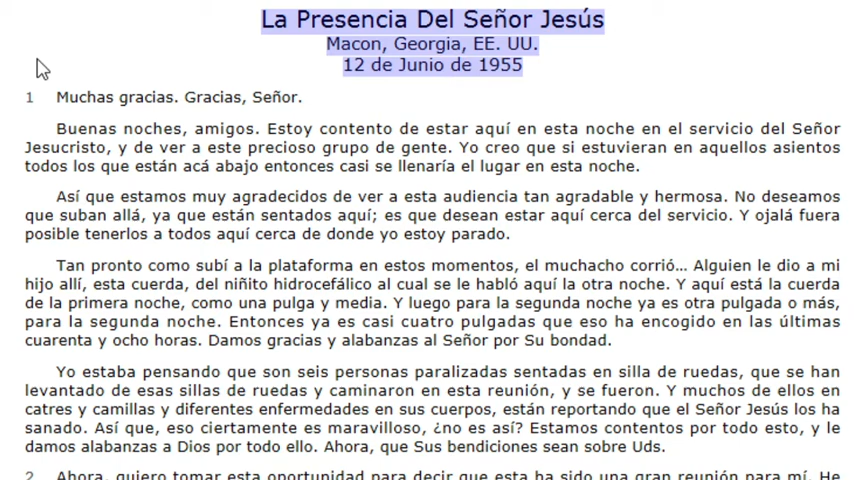 La Presencia Del Señor Jesús
Macon, Georgia, EE. UU.
12 de Junio de 1955
1 Muchas gracias. Gracias, Señor.
Buenas noches, amigos. Estoy contento de estar aquí en esta noche en el servicio del Señor
Jesucristo, y de ver a este precioso grupo de gente. Yo creo que si estuvieran en aquellos asientos
todos los que están acá abajo entonces casi se llenaría el lugar en esta noche.
Así que estamos muy agradecidos de ver a esta audiencia tan agradable y hermosa. No deseamos
que suban allá, ya que están sentados aquí; es que desean estar aquí cerca del servicio. Y ojalá fuera
posible tenerlos a todos aquí cerca de donde yo estoy parado.
Tan pronto como subí a la plataforma en estos momentos, el muchacho corrió... Alguien le dio a mi
hijo allí, esta cuerda, del niñito hidrocefálico al cual se le habló aquí la otra noche. Y aquí está la cuerda
de la primera noche, como una pulga y media. Y luego para la segunda noche ya es otra pulgada o más,
para la segunda noche. Entonces ya es casi cuatro pulgadas que eso ha encogido en las últimas
cuarenta y ocho horas. Damos gracias y alabanzas al Señor por Su bondad.
Yo estaba pensando que son seis personas paralizadas sentadas en silla de ruedas, que se han
levantado de esas sillas de ruedas y caminaron en esta reunión, y se fueron. Y muchos de ellos en
catres y camillas y diferentes enfermedades en sus cuerpos, están reportando que el Señor Jesús los ha
sanado. Así que, eso ciertamente es maravilloso, ¿no es así? Estamos contentos por todo esto, y le
damos alabanzas a Dios por todo ello. Ahora, que Sus bendiciones sean sobre Uds.
2 Ahora, quiero tomar esta oportunidad para decir que esta ha sido una gran reunión para mí. He